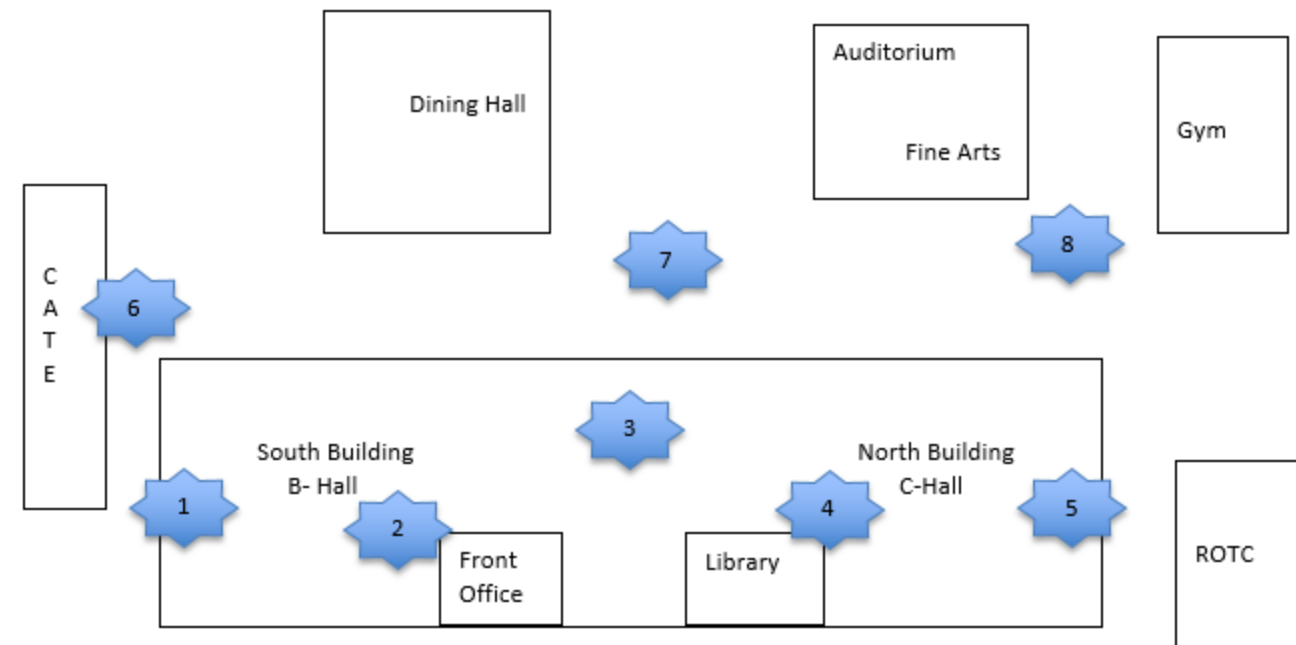 Dining Hall
Auditorium
Fine Arts
Gym
C
A
T
E
6
7
8
South Building
B- Hall
3
North Building
C-Hall
1
2
4
5
Front
Office
Library
ROTC